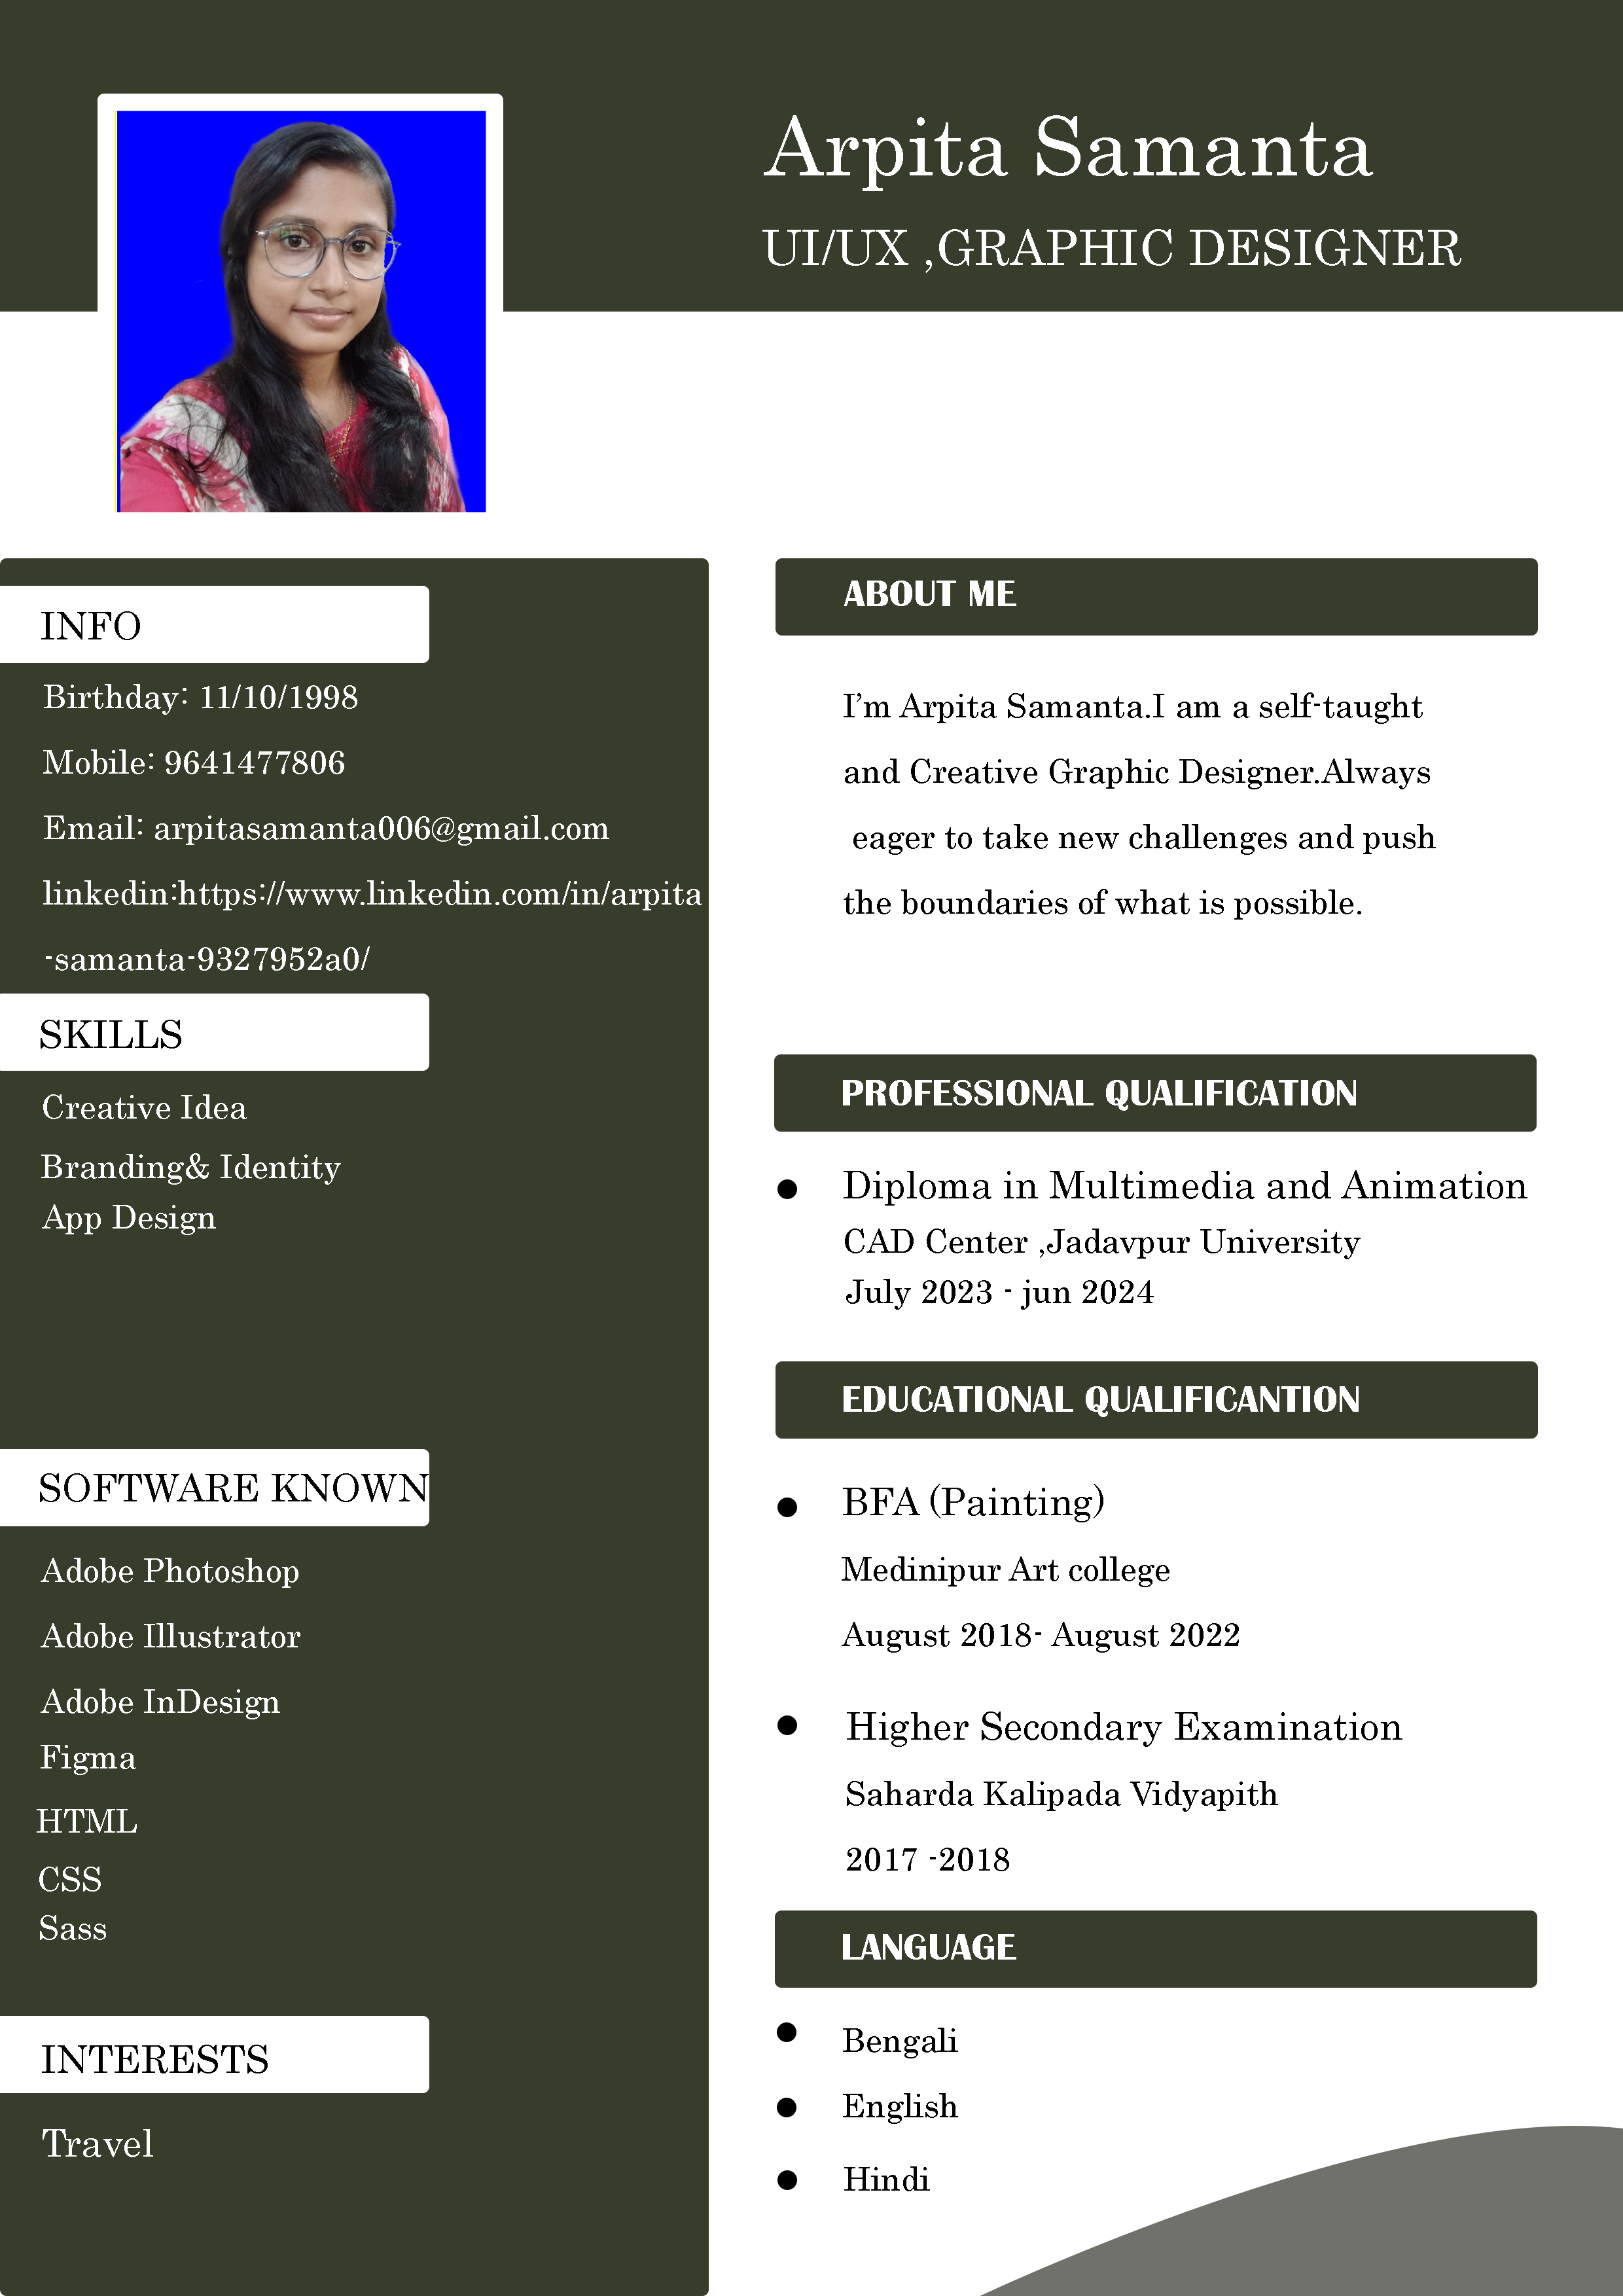 Arpita Samanta
UI/UX ,GRAPHIC DESIGNER
INFO
Birthday: 11/10/1998
Mobile: 9641477806
Email: arpitasamanta006@gmail.com
linkedin:https://www.linkedin.com/in/arpita
-samanta-9327952a0/
SKILLS
Creative Idea
Branding& Identity
App Design
SOFTWARE KNOWN
Adobe Photoshop
Adobe Illustrator
Adobe InDesign
Figma
HTML
CSS
Sass
INTERESTS
Travel
ABOUT ME
I’m Arpita Samanta.I am a self-taught
and Creative Graphic Designer.Always
eager to take new challenges and push
the boundaries of what is possible.
PROFESSIONAL QUALIFICATION
● Diploma in Multimedia and Animation
CAD Center ,Jadavpur University
July 2023 - jun 2024
EDUCATIONAL QUALIFICANTION
● BFA (Painting)
Medinipur Art college
August 2018- August 2022
● Higher Secondary Examination
Saharda Kalipada Vidyapith
2017 -2018
LANGUAGE
● Bengali
● English
● Hindi